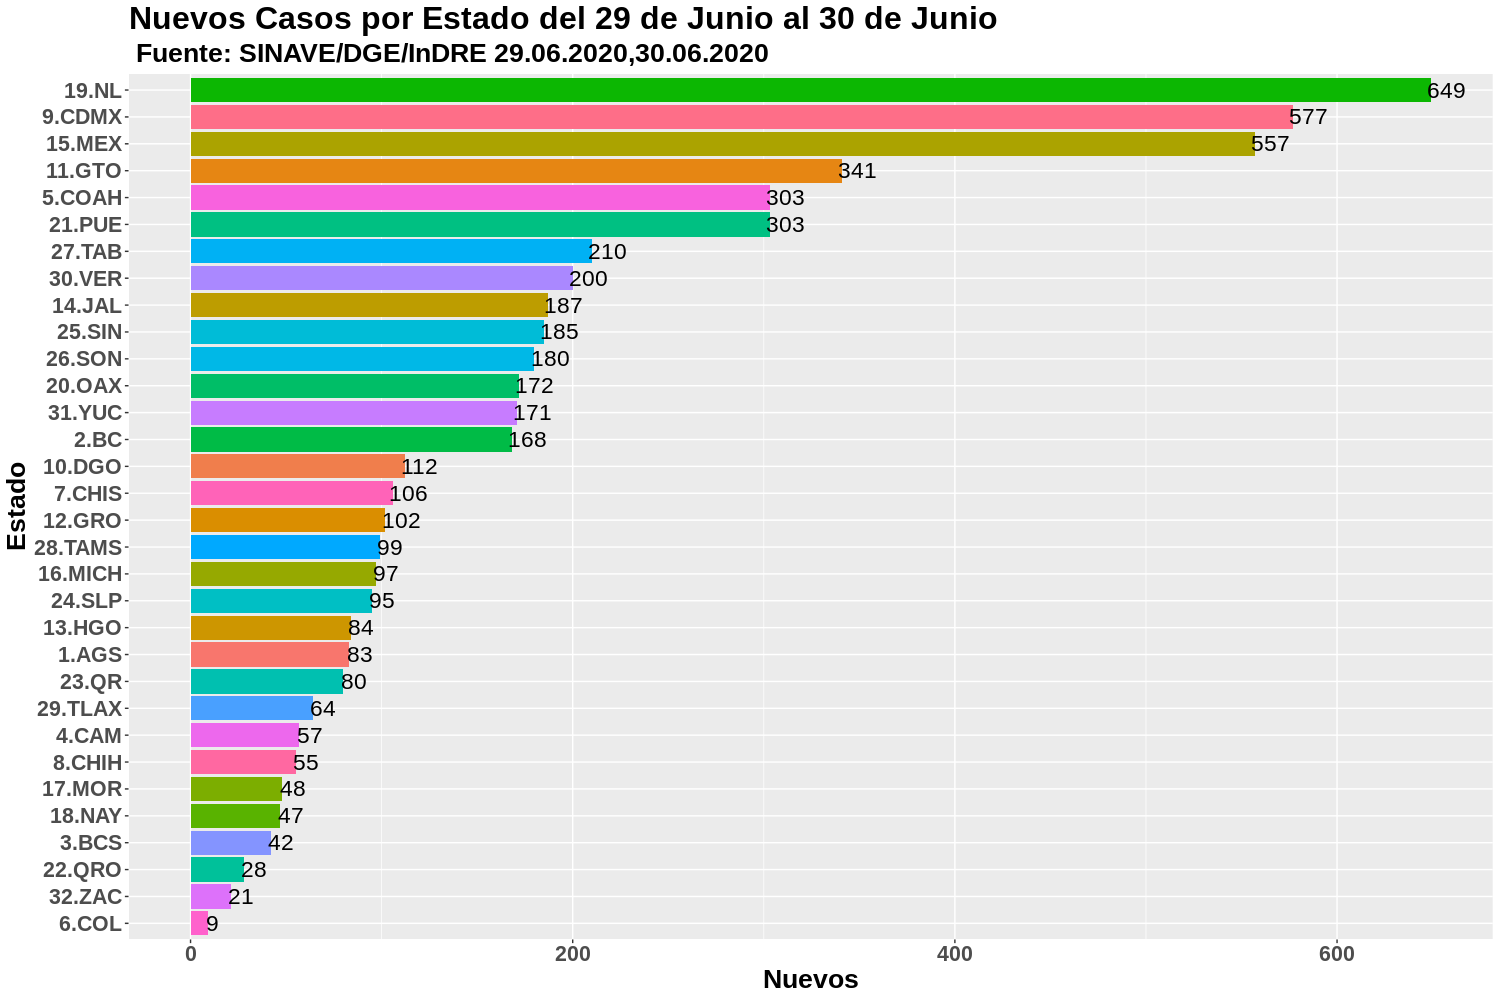 Nuevos Casos por Estado del 29 de Junio al 30 de Junio
Fuente: SINAVE/DGE/InDRE 29.06.2020,30.06.2020
Estado
19.NL 649
9.CDMX 577
15.MEX 557
11.GTO 341
5.COAH 303
21.PUE 303
27.TAB 210
30.VER 200
14.JAL 187
25.SIN 185
26.SON 180
20.OAX 172
31.YUC 171
2.BC 168
10.DGO 112
7.CHIS 106
12.GRO 102
28.TAMS 99
16.MICH 97
24.SLP 95
13.HGO 84
1.AGS 83
23.QR 80
29.TLAX 64
4.CAM 57
8.CHIH 55
17.MOR 48
18.NAY 47
3.BCS 42
22.QRO 28
32.ZAC 21
6.COL 9
0 200 400 600
Nuevos